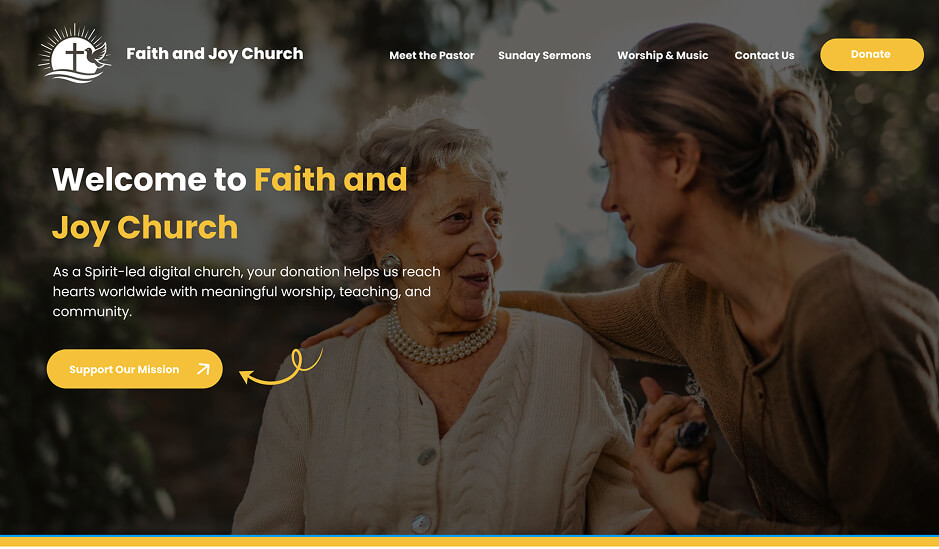 Faith and Joy Church
Meet the Pastor
Sunday Sermons
Worship & Music
Contact Us
Donate
Welcome to Faith and
Joy Church
As a Spirit-led digital church, your donation helps us reach
hearts worldwide with meaningful worship, teaching, and
community.
Support Our Mission